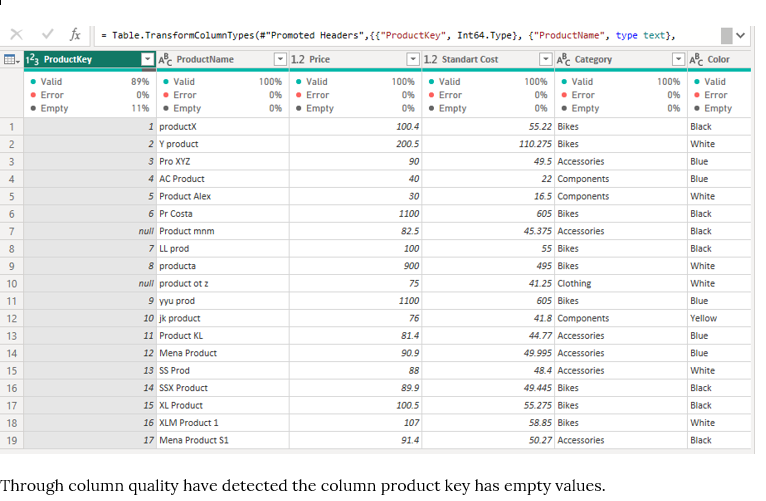 fx = Table.TransformColumnTypes(#"Promoted Headers",{{"ProductKey", Int64.Type}, {"ProductName", type text},
1²3 ProductKey ABC ProductName 1.2 Price 1.2 Standart Cost ABC Category ABC Color
Valid 89% Valid 100% Valid 100% Valid 100% Valid 100% Valid
Error 0% Error 0% Error 0% Error 0% Error 0% Error
Empty 11% Empty 0% Empty 0% Empty 0% Empty 0% Empty
1 1 productX 100.4 55.22 Bikes Black
2 2 Y product 200.5 110.275 Bikes White
3 3 Pro XYZ 90 49.5 Accessories Blue
4 4 AC Product 40 22 Components Blue
5 5 Product Alex 30 16.5 Components White
6 6 Pr Costa 1100 605 Bikes Black
7 null Product mnm 82.5 45.375 Accessories Black
8 7 LL prod 100 55 Bikes Black
9 8 producta 900 495 Bikes White
10 null product ot z 75 41.25 Clothing White
11 9 yyu prod 1100 605 Bikes Blue
12 10 jk product 76 41.8 Components Yellow
13 11 Product KL 81.4 44.77 Accessories Blue
14 12 Mena Product 90.9 49.995 Accessories Blue
15 13 SS Prod 88 48.4 Accessories White
16 14 SSX Product 89.9 49.445 Bikes Black
17 15 XL Product 100.5 55.275 Bikes Black
18 16 XLM Product 1 107 58.85 Bikes White
19 17 Mena Product S1 91.4 50.27 Accessories Black
Through column quality have detected the column product key has empty values.